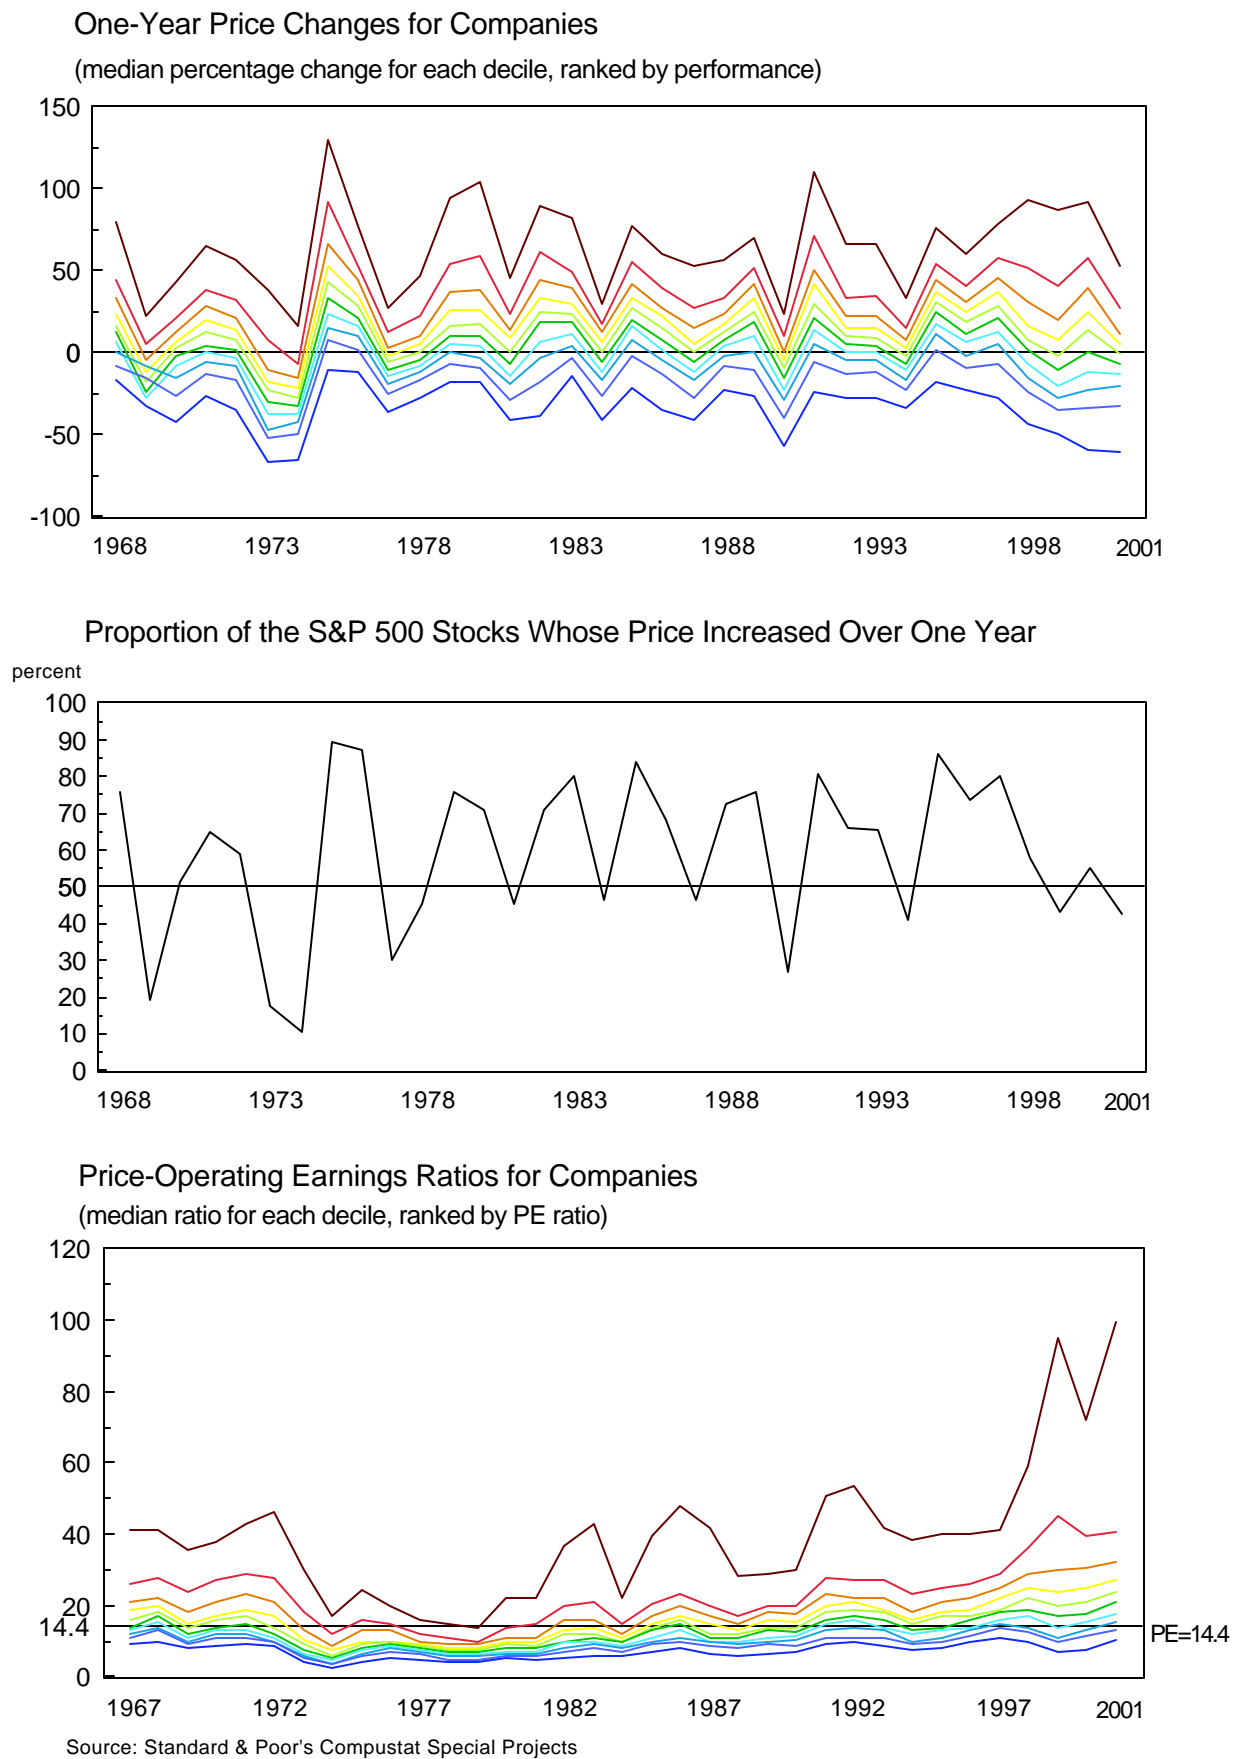 One-Year Price Changes for Companies
(median percentage change for each decile, ranked by performance)
150
100
50
0
-50
-100
1968 1973 1978 1983 1988 1993 1998 2001
Proportion of the S&P 500 Stocks Whose Price Increased Over One Year
percent
100
90
80
70
60
50
40
30
20
10
0
1968 1973 1978 1983 1988 1993 1998 2001
Price-Operating Earnings Ratios for Companies
(median ratio for each decile, ranked by PE ratio)
120
100
80
60
40
20
14.4
PE=14.4
0
1967 1972 1977 1982 1987 1992 1997 2001
Source: Standard & Poor's Compustat Special Projects